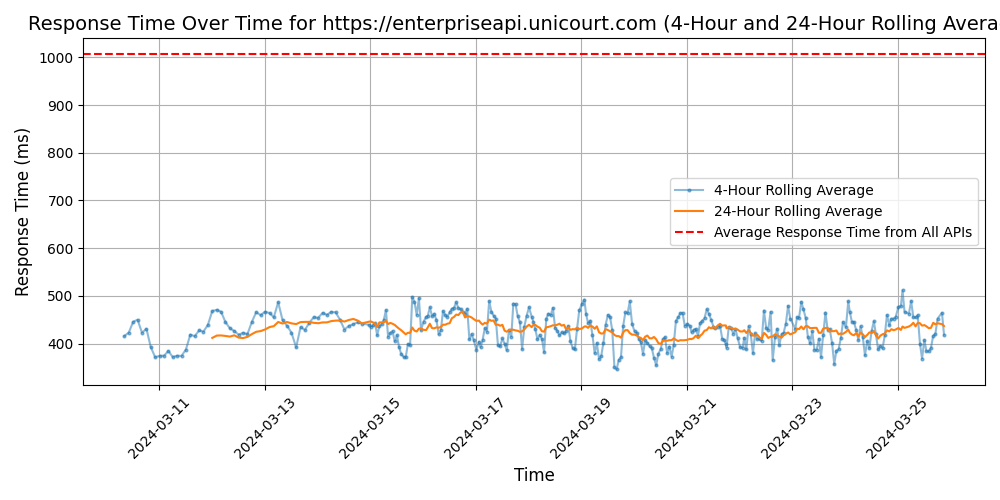 Response Time Over Time for https://enterpriseapi.unicourt.com (4-Hour and 24-Hour Rolling Avera
Response Time (ms)
1000
900
800
700
600
500
400
4-Hour Rolling Average
24-Hour Rolling Average
Average Response Time from All APIs
2024-03-11
2024-03-13
2024-03-15
2024-03-17
2024-03-19
2024-03-21
2024-03-23
2024-03-25
Time